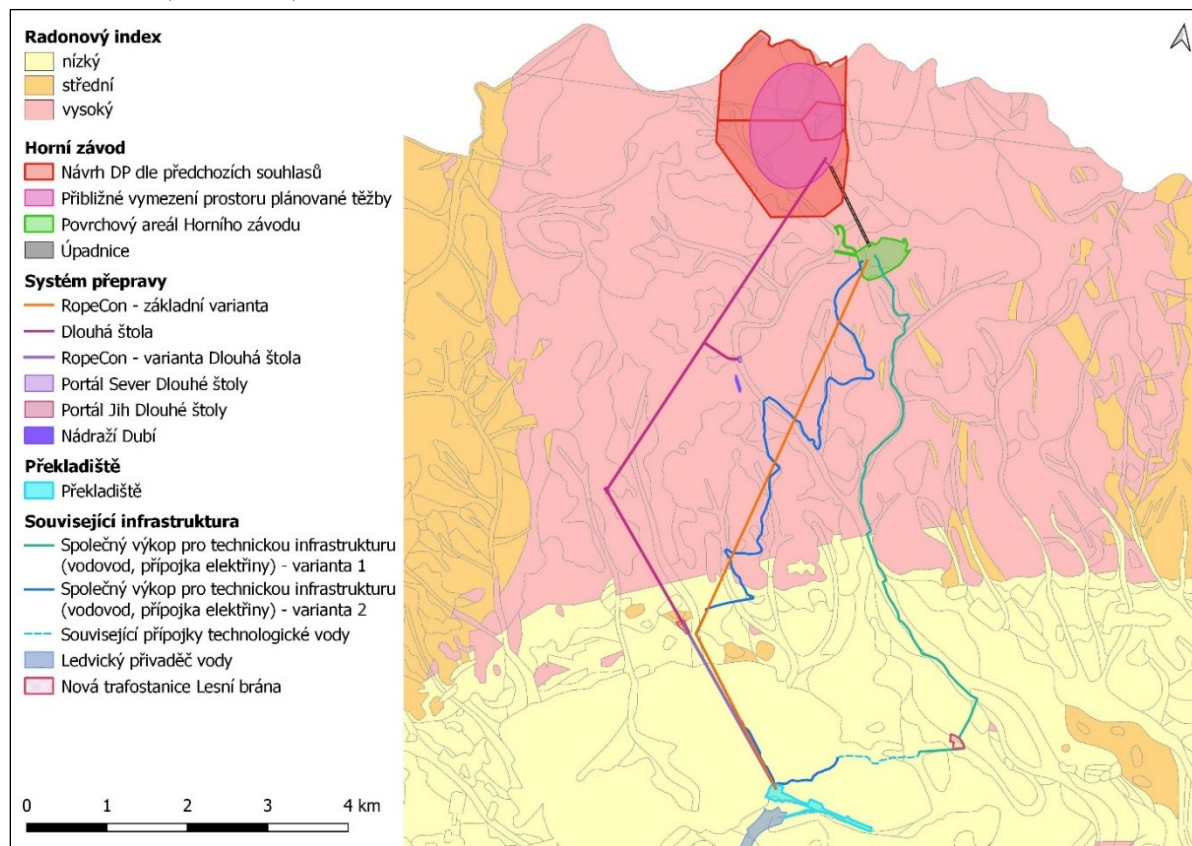 Radonový index
nízký
střední
vysoký
Horní závod
Návrh DP dle předchozích souhlasů
Přibližné vymezení prostoru plánované těžby
Povrchový areál Horního závodu
Úpadnice
Systém přepravy
RopeCon - základní varianta
Dlouhá štola
RopeCon - varianta Dlouhá štola
Portál Sever Dlouhé štoly
Portál Jih Dlouhé štoly
Nádraží Dubí
Překladiště
Překladiště
Související infrastruktura
Společný výkop pro technickou infrastrukturu
(vodovod, přípojka elektřiny) - varianta 1
Společný výkop pro technickou infrastrukturu
(vodovod, přípojka elektřiny) - varianta 2
Související přípojky technologické vody
Ledvický přivaděč vody
Nová trafostanice Lesní brána
0 1 2 3 4 km